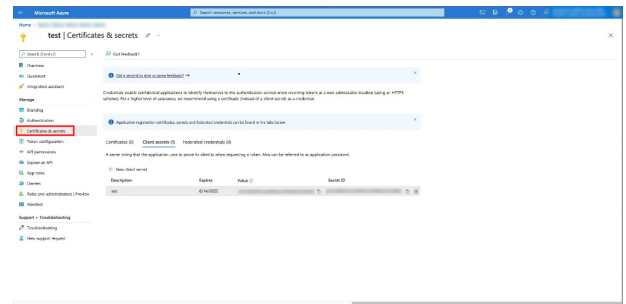 Microsoft Azure
Search resources, services, and docs (G+/)
Home >
test | Certificates & secrets
Search (Cmd+/)
Got feedback?
Overview
Quickstart
Integration assistant
Manage
Branding
Authentication
Certificates & secrets
Token configuration
API permissions
Expose an API
App roles
Owners
Roles and administrators | Preview
Manifest
Support + Troubleshooting
Troubleshooting
New support request
Got a second to give us some feedback? →
Credentials enable confidential applications to identify themselves to the authentication service when receiving tokens at a web addressable location (using an HTTPS
scheme). For a higher level of assurance, we recommend using a certificate (instead of a client secret) as a credential.
Application registration certificates, secrets and federated credentials can be found in the tabs below.
Certificates (0) Client secrets (1) Federated credentials (0)
A secret string that the application uses to prove its identity when requesting a token. Also can be referred to as application password.
New client secret
Description Expires Value Secret ID
6/14/2022